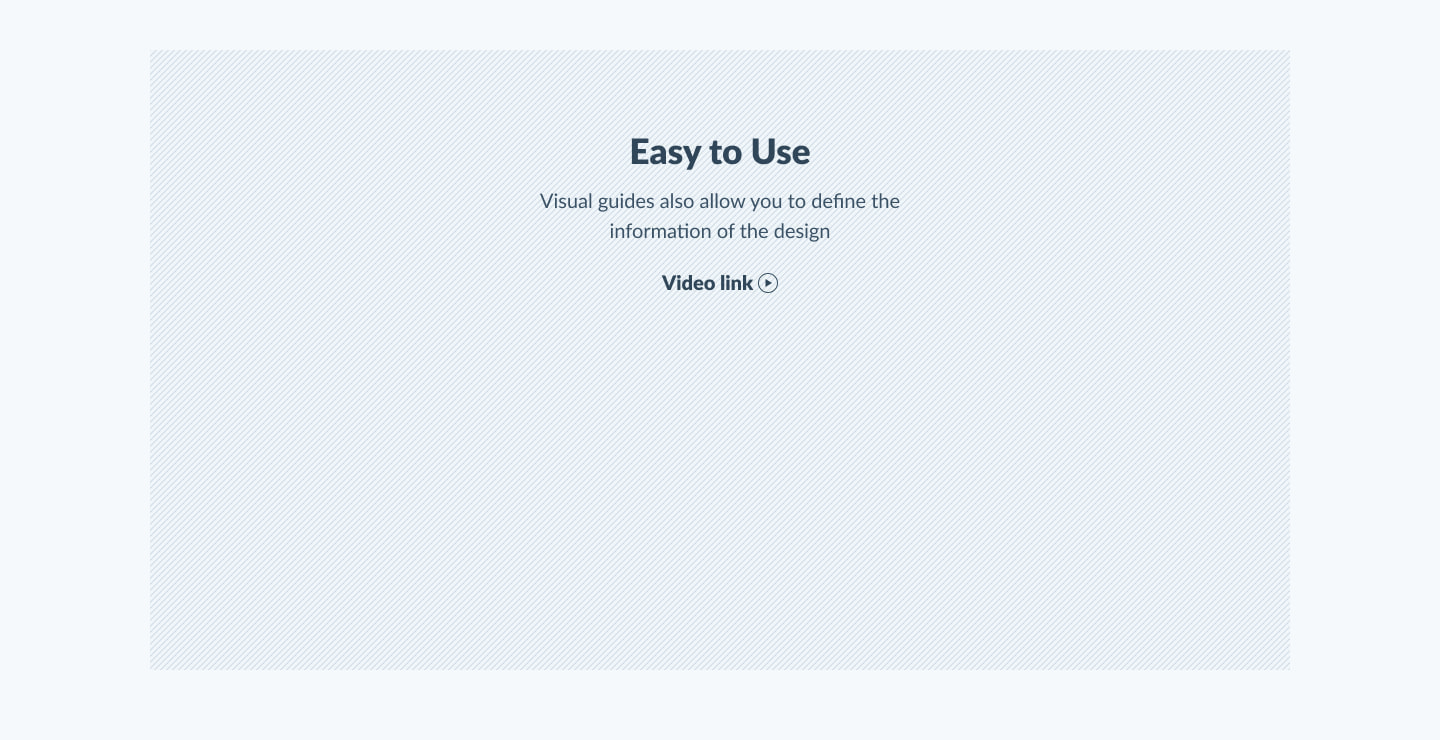 Easy to Use
Visual guides also allow you to define the
information of the design
Video link